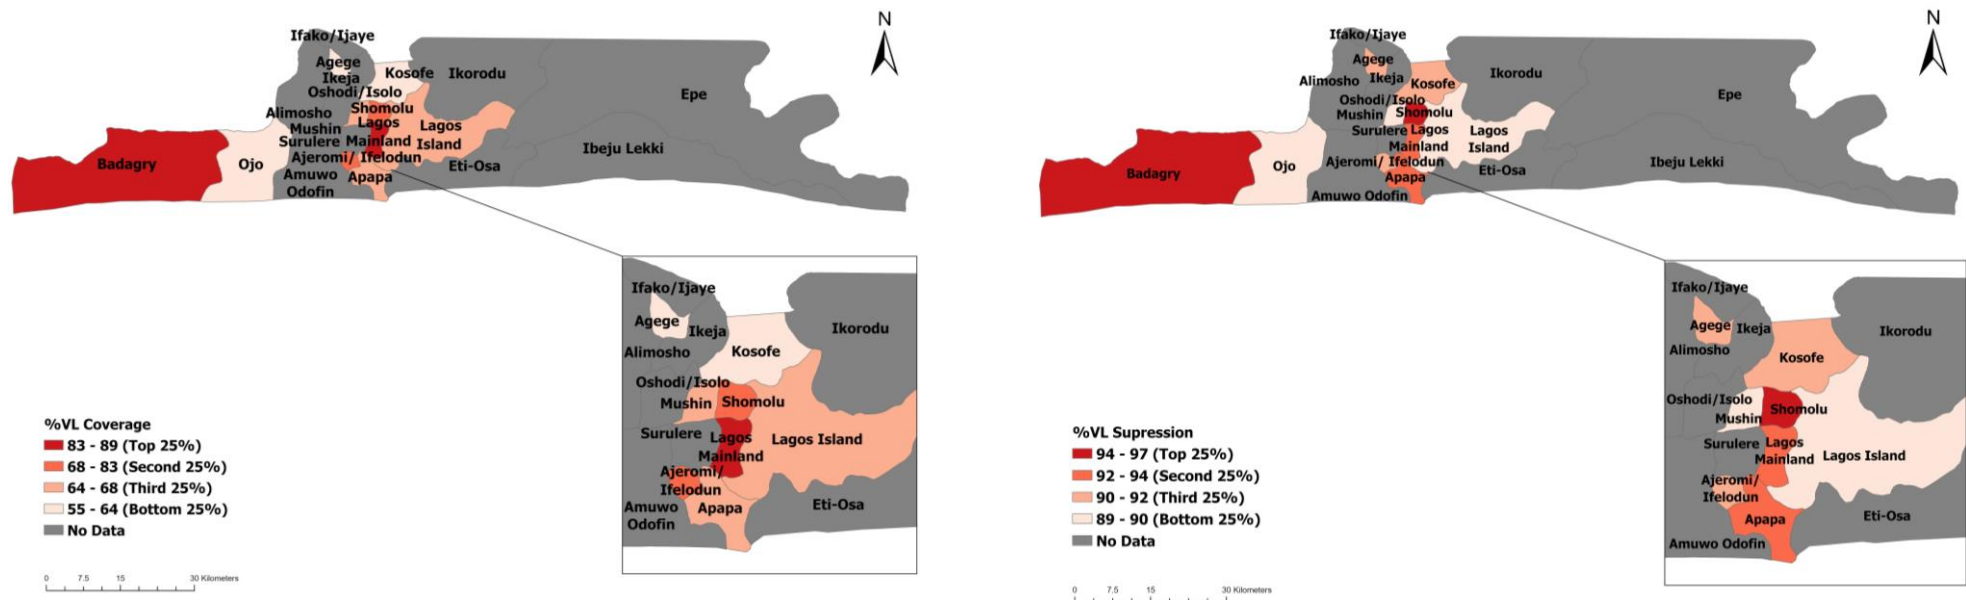 N
Ifako/Ijaye
Agege
Ikeja
Kosofe
Ikorodu
Oshodi/Isolo
Epe
Alimosho
Shomolu
Mushin
Lagos
Mainland
Lagos
Island
Surulere
Badagry
Ojo
Ajeromi/ Ifelodun
Ibeju Lekki
Eti-Osa
Amuwo
Odofin
Apapa
Ifako/Ijaye
Agege
Ikeja
Ikorodu
Alimosho
Kosofe
Oshodi/Isolo
Mushin
Shomolu
Surulere
Lagos
Mainland
Lagos Island
Ajeromi/
Ifelodun
Amuwo
Odofin
Apapa
Eti-Osa
%VL Coverage
83 - 89 (Top 25%)
68 - 83 (Second 25%)
64 - 68 (Third 25%)
55 - 64 (Bottom 25%)
No Data
0 7.5 15 30 Kilometers
N
Ifako/Ijaye
Agege
Alimosho
Ikeja
Kosofe
Ikorodu
Oshodi/Isolo
Epe
Mushin
Shomolu
Surulere
Lagos
Mainland
Lagos
Island
Badagry
Ojo
Ajeromi/ Ifelodun
Ibeju Lekki
Eti-Osa
Apapa
Amuwo Odofin
Ifako/Ijaye
Agege
Ikeja
Ikorodu
Alimosho
Kosofe
Oshodi/Isolo
Mushin
Shomolu
Surulere
Lagos
Mainland
Lagos Island
Ajeromi/
Ifelodun
Apapa
Eti-Osa
Amuwo Odofin
%VL Supression
94 - 97 (Top 25%)
92 - 94 (Second 25%)
90 - 92 (Third 25%)
89 - 90 (Bottom 25%)
No Data
0 7.5 15 30 Kilometers